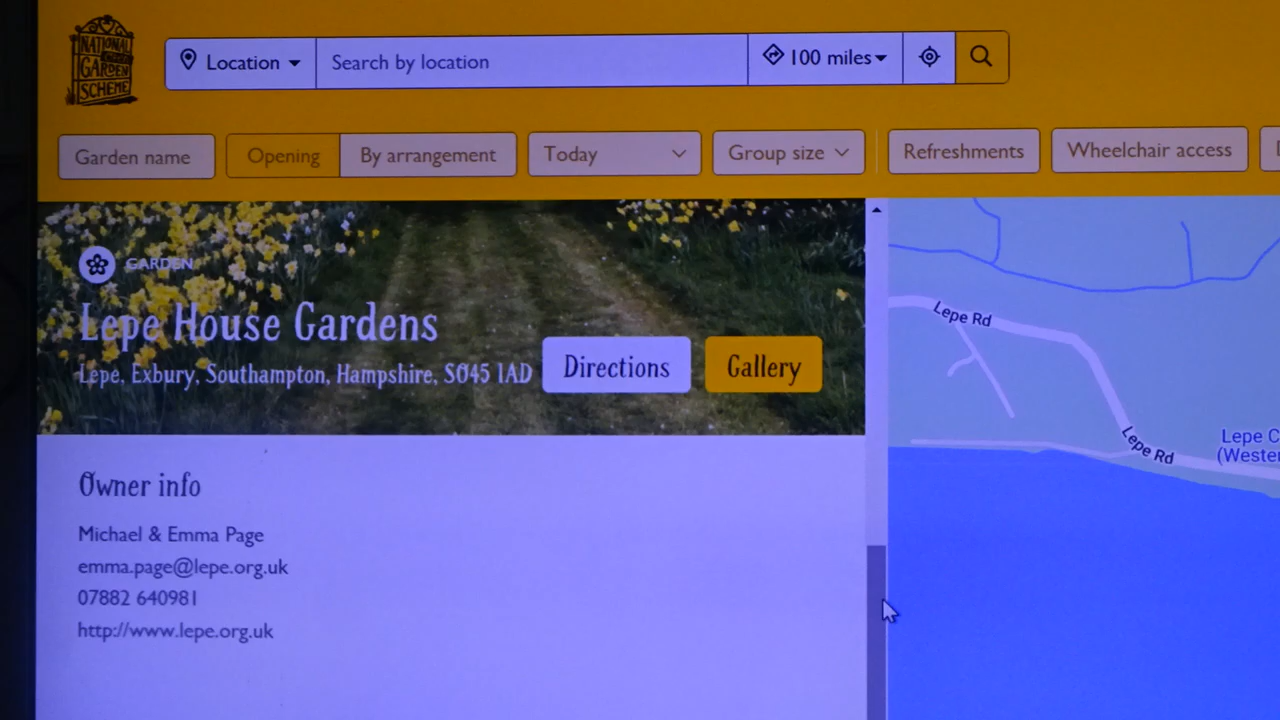 NATIONAL
GARDEN
SCHEME
Location
Search by location
100 miles
Garden name
Opening
By arrangement
Today
Group size
Refreshments
Wheelchair access
GARDEN
Lepe House Gardens
Lepe, Exbury, Southampton, Hampshire, SO45 1AD
Directions
Gallery
Owner info
Michael & Emma Page
emma.page@lepe.org.uk
07882 640981
http://www.lepe.org.uk
Lepe Rd
Lepe Rd
Lepe C
(Wester